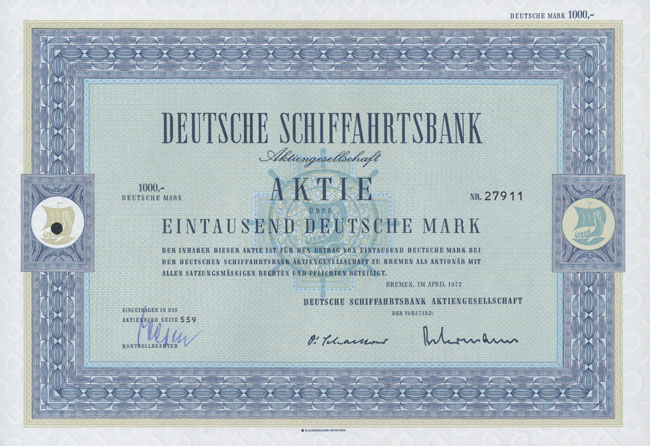 DEUTSCHE MARK 1000,-
DEUTSCHE SCHIFFAHRTSBANK
Aktiengesellschaft
AKTIE
1000,-
DEUTSCHE MARK
NR. 27911
ÜBER
EINTAUSEND DEUTSCHE MARK
DER INHABER DIESER AKTIE IST FÜR DEN BETRAG VON EINTAUSEND DEUTSCHE MARK BEI
DER DEUTSCHEN SCHIFFAHRTSBANK AKTIENGESELLSCHAFT ZU BREMEN ALS AKTIONÄR MIT
ALLEN SATZUNGSMÄSSIGEN RECHTEN UND PFLICHTEN BETEILIGT.
BREMEN, IM APRIL 1972
DEUTSCHE SCHIFFAHRTSBANK AKTIENGESELLSCHAFT
DER VORSTAND:
EINGETRAGEN IN DAS
AKTIENBUCH SEITE 559
KONTROLLBEAMTER